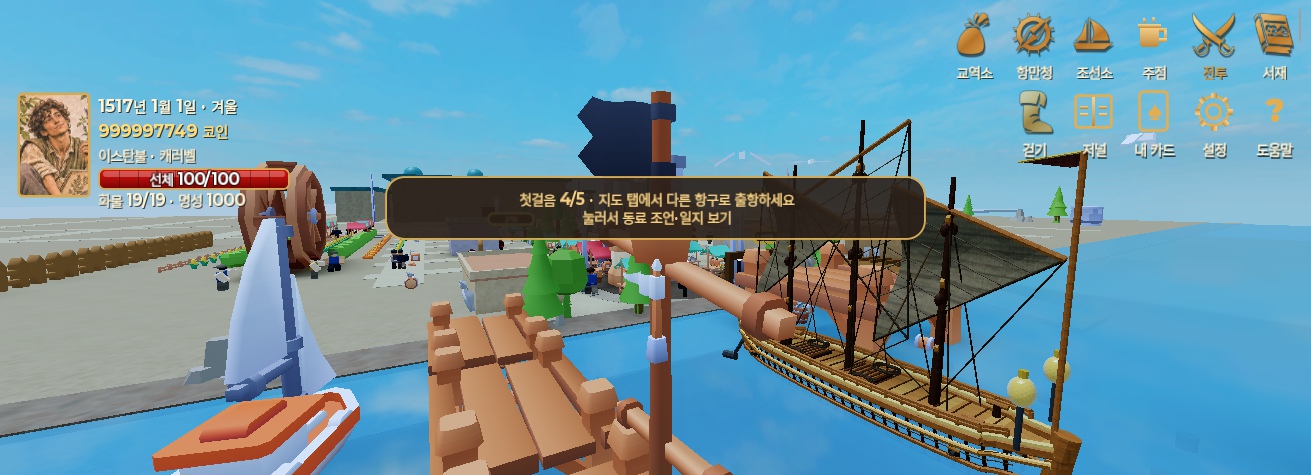 교역소 항만청 조선소 주점 전투 서재
걷기 저널 내 카드 설정 도움말
1517년 1월 1일 · 겨울
999997749 코인
이스탄불 · 캐러벨
선체 100/100
화물 19/19 · 명성 1000
첫걸음 4/5 · 지도 탭에서 다른 항구로 출항하세요
눌러서 동료 조언·일지 보기